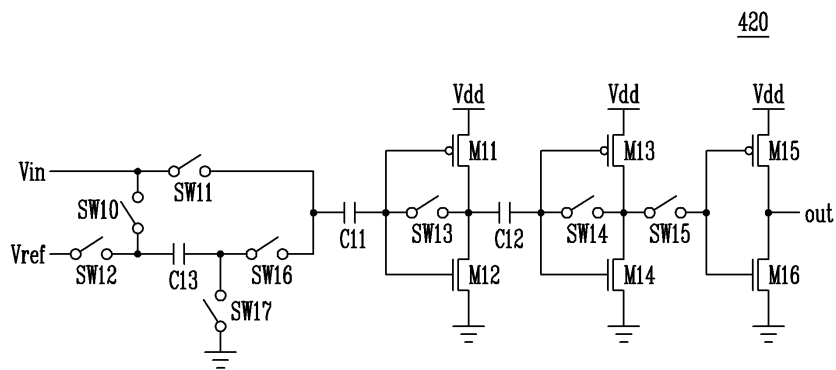 420
Vdd
Vdd
Vdd
M11
M13
M15
Vin
SW11
SW10
C11
SW13
C12
SW14
SW15
out
Vref
SW12
C13
SW16
M12
M14
M16
SW17